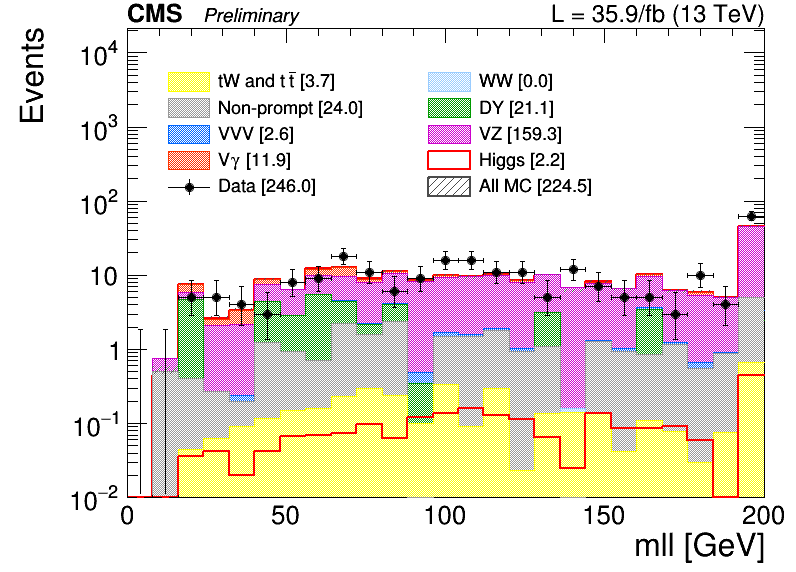 CMS Preliminary L = 35.9/fb (13 TeV)
Events
10⁴
10³
10²
10
1
10⁻¹
10⁻²
tW and t t̄ [3.7] WW [0.0]
Non-prompt [24.0] DY [21.1]
VVV [2.6] VZ [159.3]
Vγ [11.9] Higgs [2.2]
Data [246.0] All MC [224.5]
0 50 100 150 200
mll [GeV]